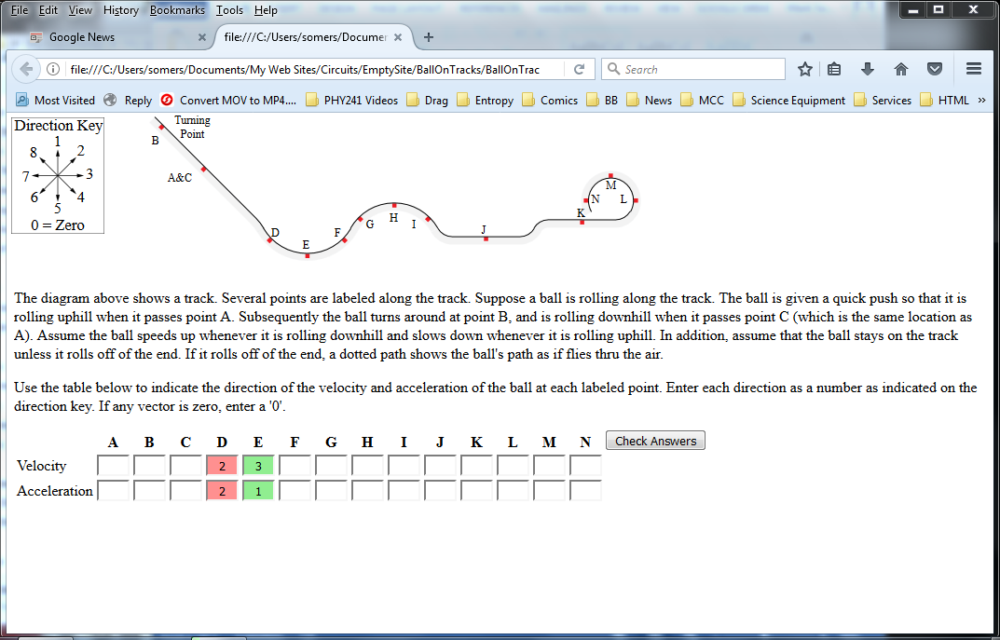 File Edit View History Bookmarks Tools Help
Google News × file:///C:/Users/somers/Documen × +
file:///C:/Users/somers/Documents/My Web Sites/Circuits/EmptySite/BallOnTracks/BallOnTrac Search
Most Visited Reply Convert MOV to MP4.... PHY241 Videos Drag Entropy Comics BB News MCC Science Equipment Services HTML »
Direction Key
1
8 2
7 3
6 4
5
0 = Zero
Turning
Point
B
A&C
D
E
F
G
H
I
J
K
L
M
N
The diagram above shows a track. Several points are labeled along the track. Suppose a ball is rolling along the track. The ball is given a quick push so that it is
rolling uphill when it passes point A. Subsequently the ball turns around at point B, and is rolling downhill when it passes point C (which is the same location as
A). Assume the ball speeds up whenever it is rolling downhill and slows down whenever it is rolling uphill. In addition, assume that the ball stays on the track
unless it rolls off of the end. If it rolls off of the end, a dotted path shows the ball's path as if flies thru the air.
Use the table below to indicate the direction of the velocity and acceleration of the ball at each labeled point. Enter each direction as a number as indicated on the
direction key. If any vector is zero, enter a '0'.
A B C D E F G H I J K L M N Check Answers
Velocity 2 3
Acceleration 2 1